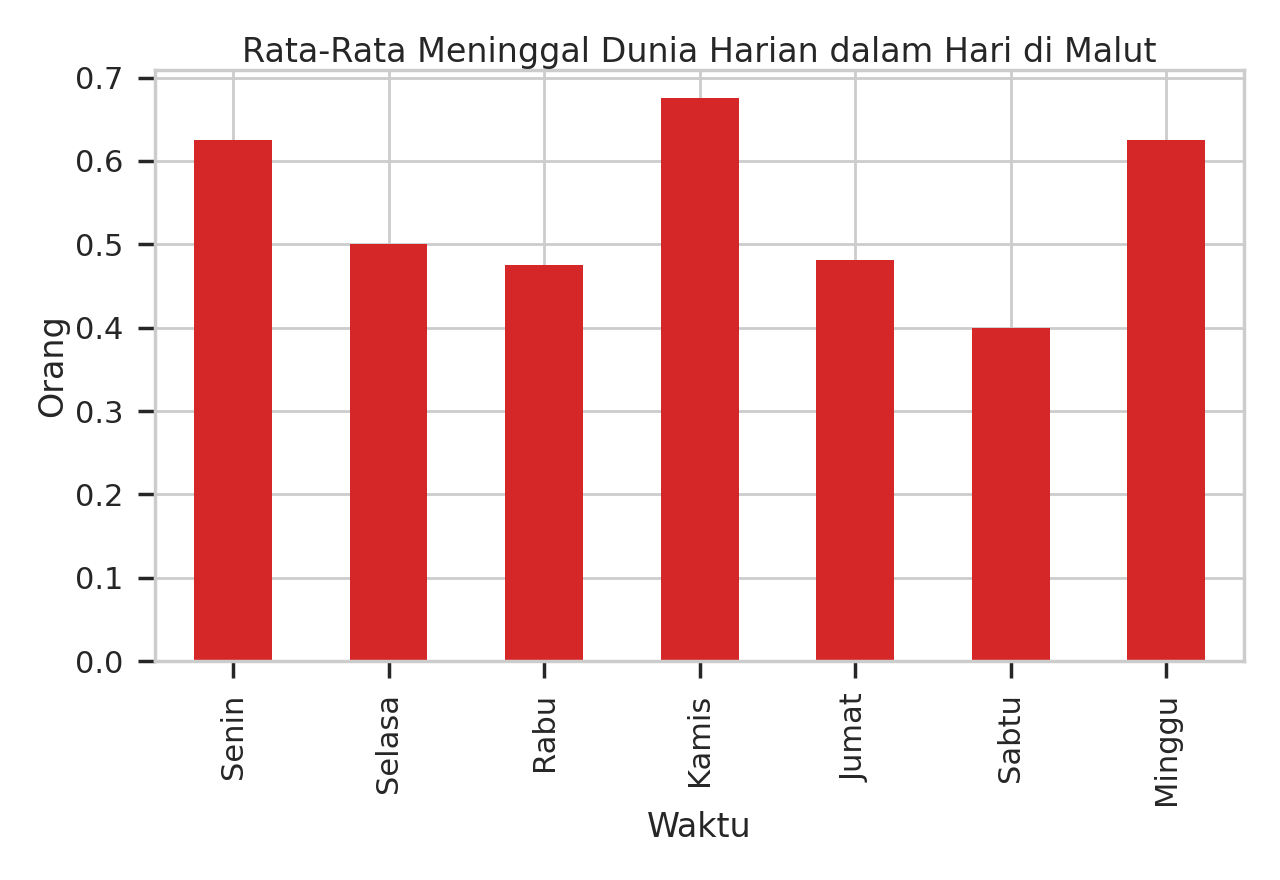 Rata-Rata Meninggal Dunia Harian dalam Hari di Malut
0.7
0.6
0.5
0.4
0.3
0.2
0.1
0.0
Orang
Senin
Selasa
Rabu
Kamis
Jumat
Sabtu
Minggu
Waktu